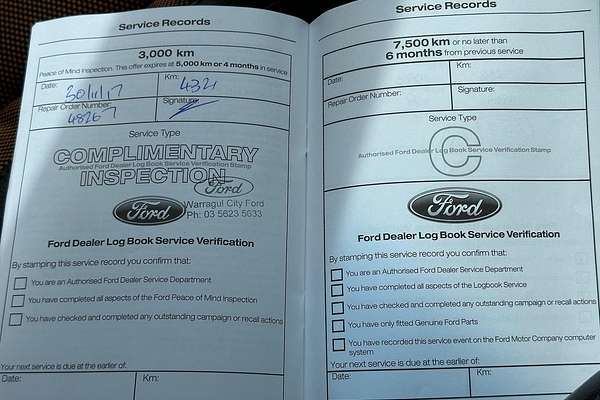 Service Records
3,000 km
Peace of Mind Inspection. This offer expires at 5,000 km or 4 months in service
Date: 30/11/17
Km: 4321
Repair Order Number: 48267
Signature:
Service Type
COMPLIMENTARY
Authorised Ford Dealer Log Book Service Verification Stamp
INSPECTION
Ford
Ford
Warragul City Ford
Ph: 03 5623 5633
Ford Dealer Log Book Service Verification
By stamping this service record you confirm that:
You are an Authorised Ford Dealer Service Department
You have completed all aspects of the Ford Peace of Mind Inspection
You have checked and completed any outstanding campaign or recall actions
Your next service is due at the earlier of:
Date:
Km:
Service Records
7,500 km or no later than
6 months from previous service
Date:
Km:
Repair Order Number:
Signature:
Service Type
C
Authorised Ford Dealer Log Book Service Verification Stamp
Ford
Ford Dealer Log Book Service Verification
By stamping this service record you confirm that:
You are an Authorised Ford Dealer Service Department
You have completed all aspects of the Logbook Service
You have checked and completed any outstanding campaign or recall actions
You have only fitted Genuine Ford Parts
You have recorded this service event on the Ford Motor Company computer
system
Your next service is due at the earlier of:
Date:
Km: